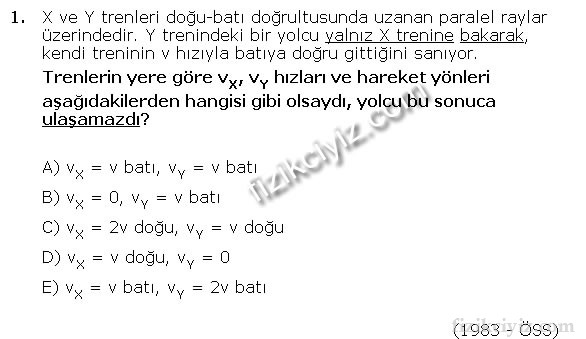 1. X ve Y trenleri doğu-batı doğrultusunda uzanan paralel raylar
üzerindedir. Y trenindeki bir yolcu yalnız X trenine bakarak,
kendi treninin v hızıyla batıya doğru gittiğini sanıyor.
Trenlerin yere göre vX, vY hızları ve hareket yönleri
aşağıdakilerden hangisi gibi olsaydı, yolcu bu sonuca
ulaşamazdı?
A) vX = v batı, vY = v batı
B) vX = 0, vY = v batı
C) vX = 2v doğu, vY = v doğu
D) vX = v doğu, vY = 0
E) vX = v batı, vY = 2v batı
fizikciyiz.com
fizikciyiz.com
(1983 - ÖSS)